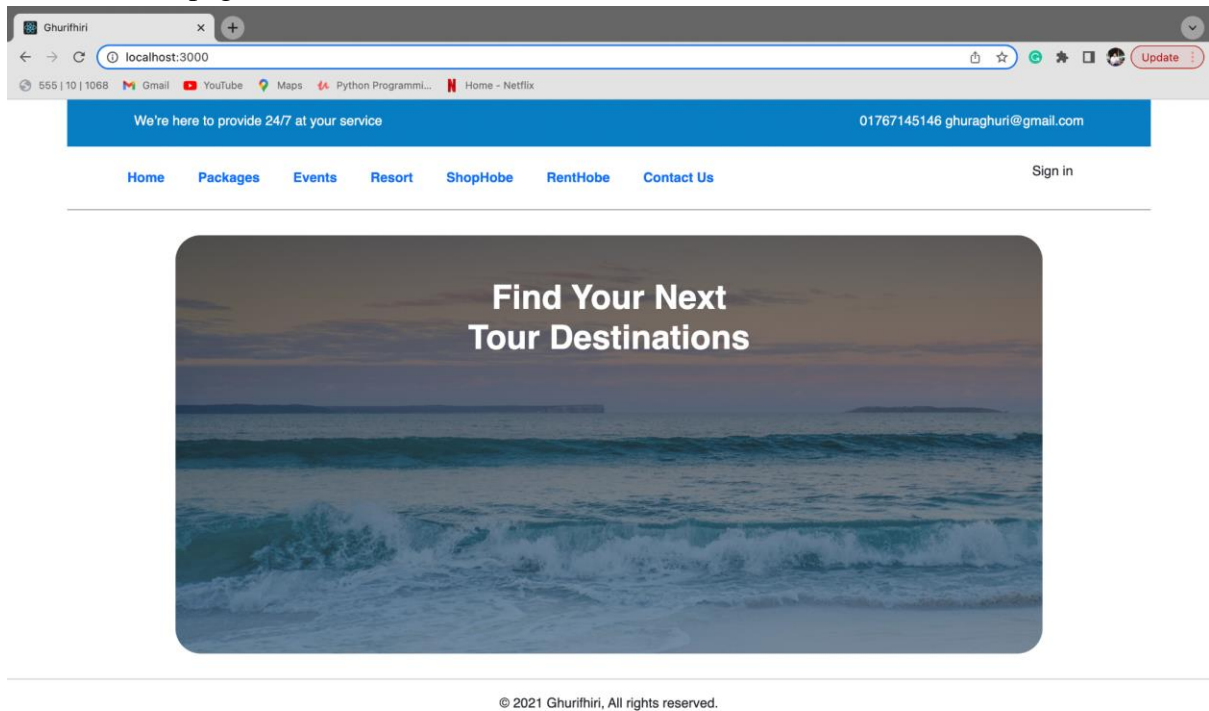 Ghurifhiri
localhost:3000
Update
555 | 10 | 1068 Gmail YouTube Maps Python Programmi... Home - Netflix
We're here to provide 24/7 at your service 01767145146 ghuraghuri@gmail.com
Home Packages Events Resort ShopHobe RentHobe Contact Us Sign in
Find Your Next
Tour Destinations
© 2021 Ghurifhiri, All rights reserved.